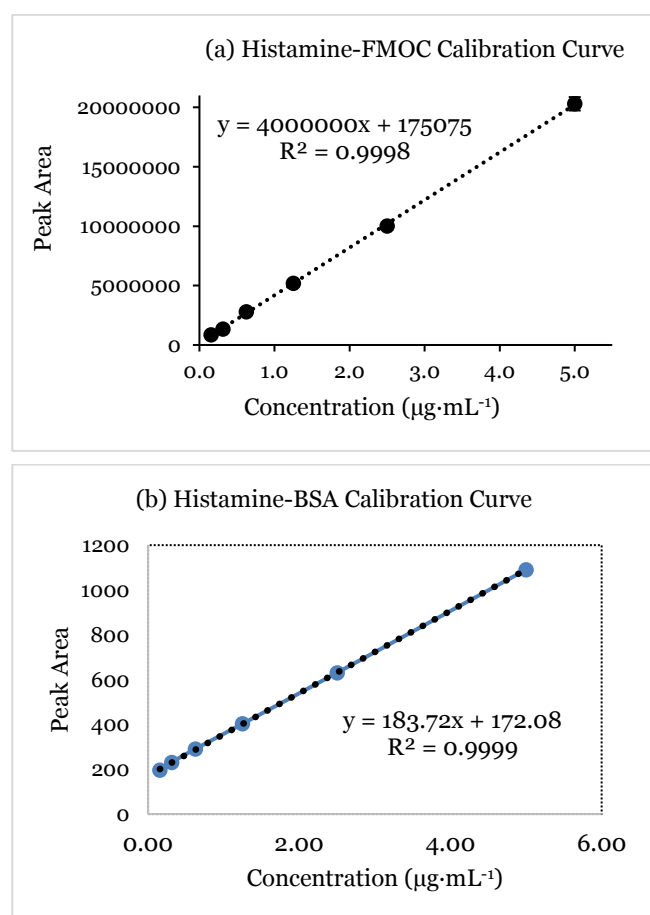 (a) Histamine-FMOC Calibration Curve
20000000
y = 4000000x + 175075
R² = 0.9998
15000000
Peak Area
10000000
5000000
0
0.0 1.0 2.0 3.0 4.0 5.0
Concentration (µg·mL⁻¹)
(b) Histamine-BSA Calibration Curve
1200
1000
800
Peak Area
600
400
y = 183.72x + 172.08
R² = 0.9999
200
0
0.00 2.00 4.00 6.00
Concentration (µg·mL⁻¹)